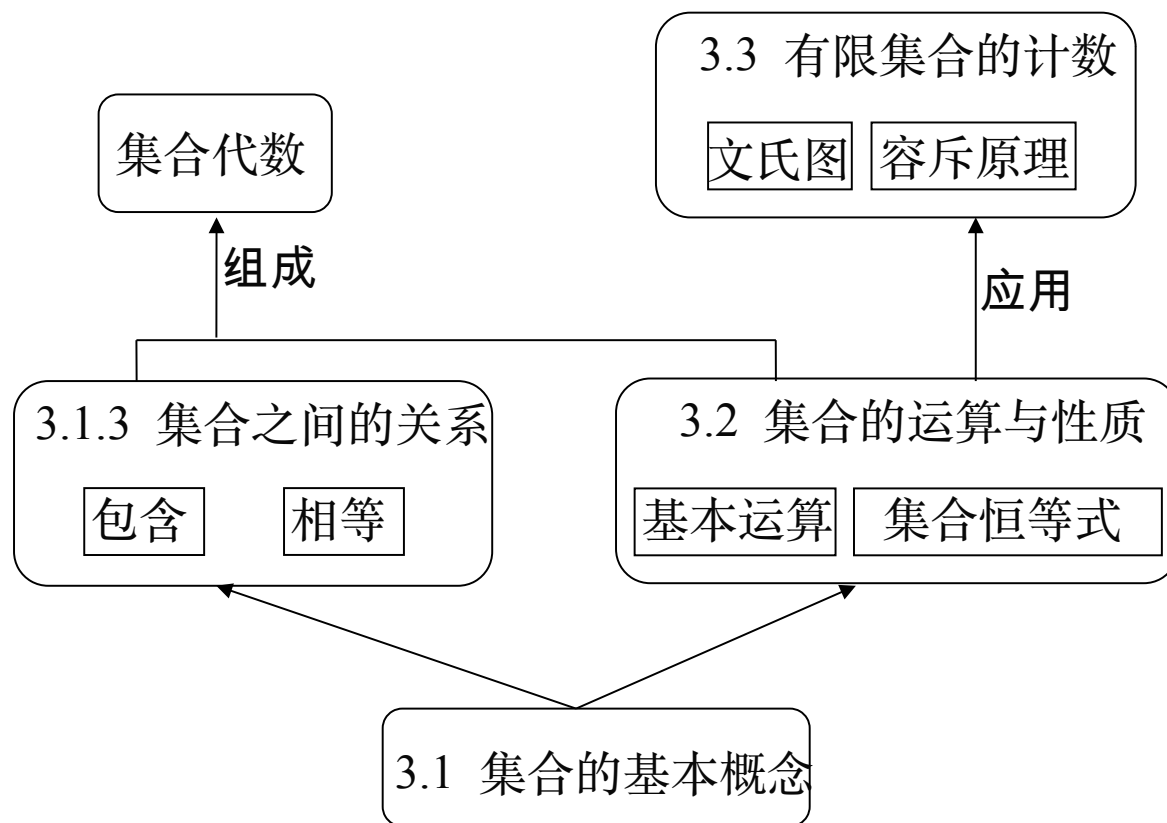 3.3 有限集合的计数
文氏图 容斥原理
集合代数
组成
应用
3.1.3 集合之间的关系
包含 相等
3.2 集合的运算与性质
基本运算 集合恒等式
3.1 集合的基本概念